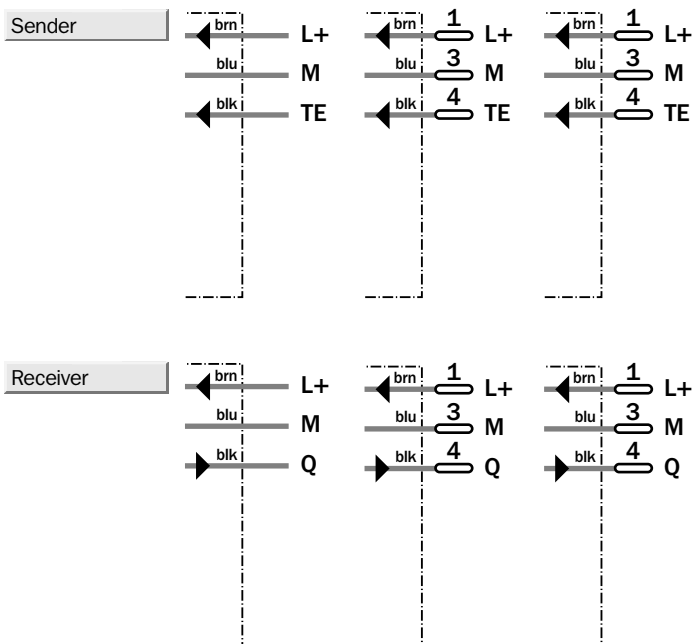 Sender
brn L+ brn 1 L+ brn 1 L+
blu M blu 3 M blu 3 M
blk TE blk 4 TE blk 4 TE
Receiver
brn L+ brn 1 L+ brn 1 L+
blu M blu 3 M blu 3 M
blk Q blk 4 Q blk 4 Q